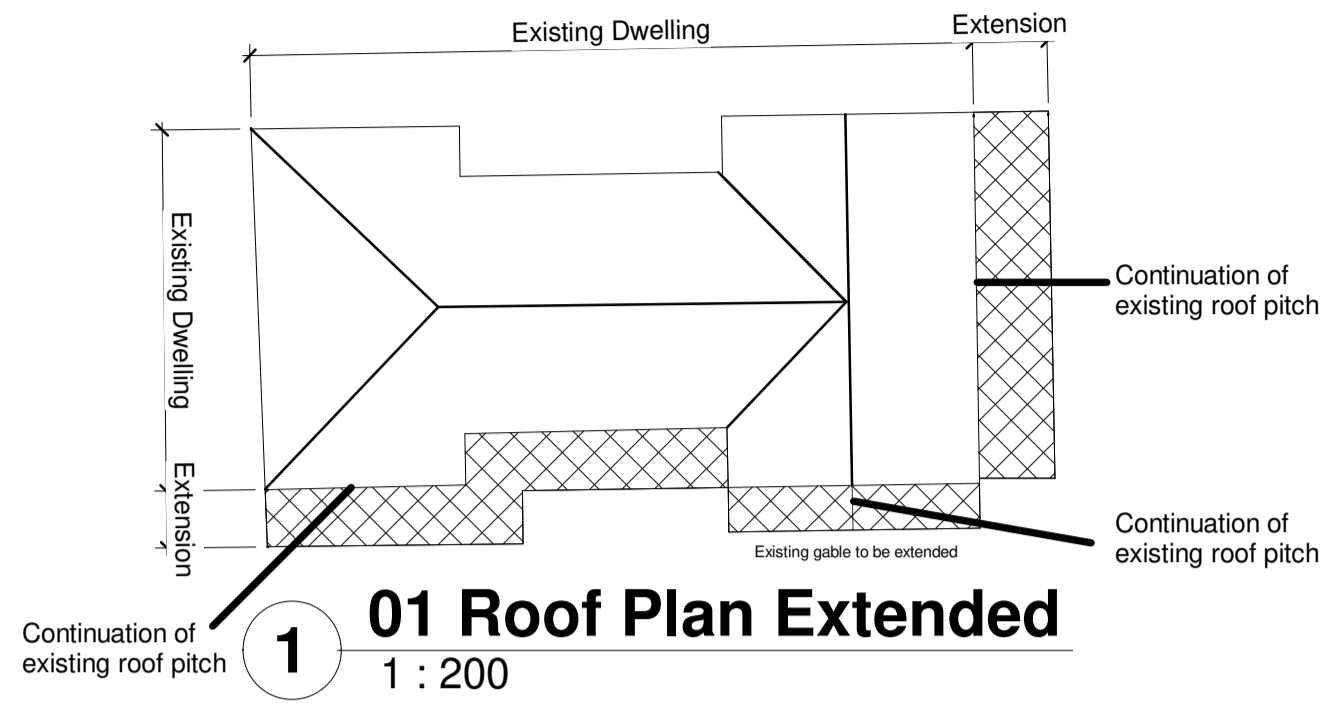 Existing Dwelling
Extension
Existing Dwelling
Extension
Continuation of
existing roof pitch
Continuation of
existing roof pitch
Existing gable to be extended
Continuation of
existing roof pitch
1
01 Roof Plan Extended
1 : 200